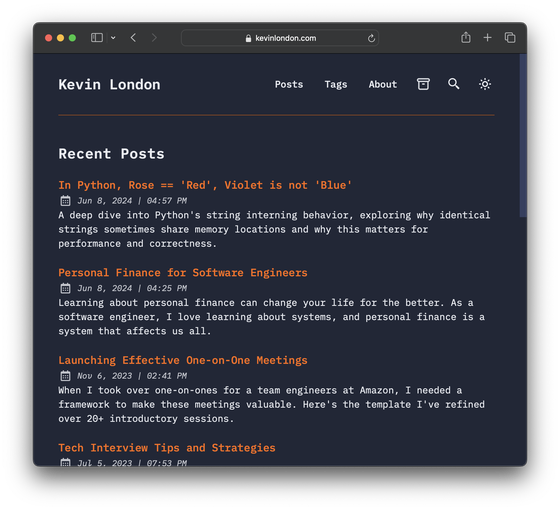 kevinlondon.com
Kevin London
Posts Tags About
Recent Posts
In Python, Rose == 'Red', Violet is not 'Blue'
Jun 8, 2024 | 04:57 PM
A deep dive into Python's string interning behavior, exploring why identical
strings sometimes share memory locations and why this matters for
performance and correctness.
Personal Finance for Software Engineers
Jun 8, 2024 | 04:25 PM
Learning about personal finance can change your life for the better. As a
software engineer, I love learning about systems, and personal finance is a
system that affects us all.
Launching Effective One-on-One Meetings
Nov 6, 2023 | 02:41 PM
When I took over one-on-ones for a team engineers at Amazon, I needed a
framework to make these meetings valuable. Here's the template I've refined
over 20+ introductory sessions.
Tech Interview Tips and Strategies
Jul 5, 2023 | 07:53 PM